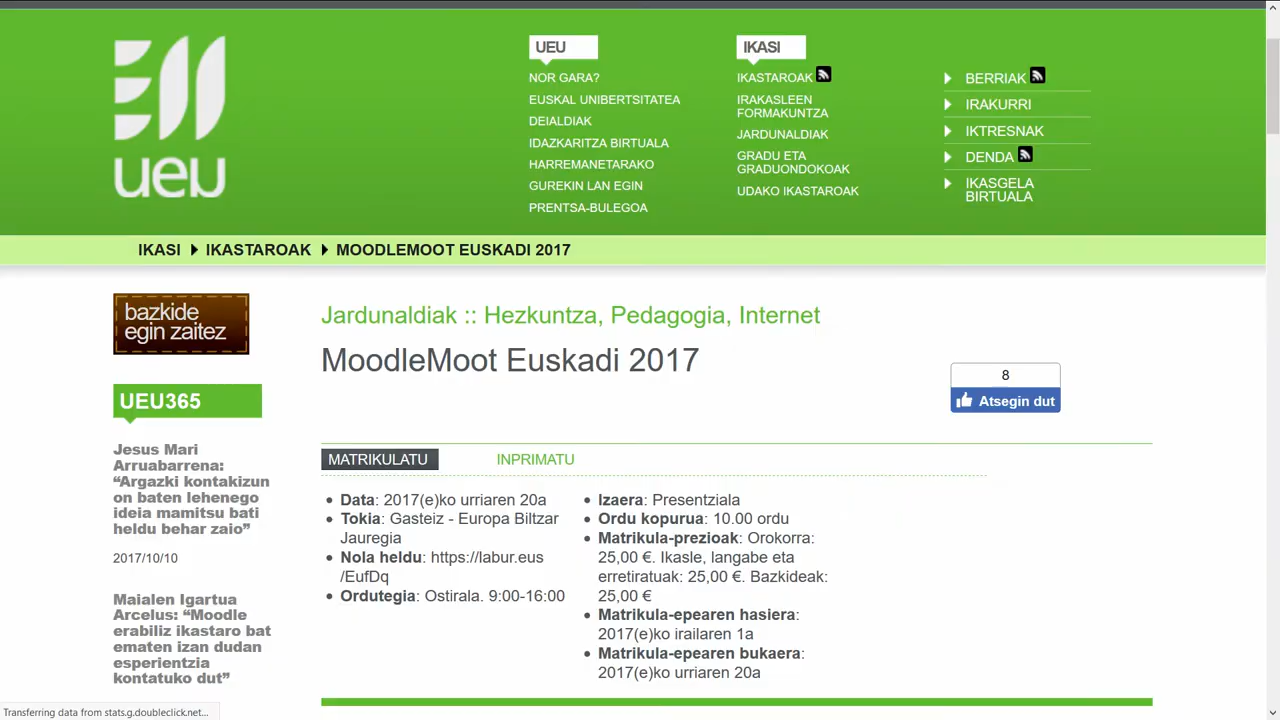 ueu
UEU
NOR GARA?
EUSKAL UNIBERTSITATEA
DEIALDIAK
IDAZKARITZA BIRTUALA
HARREMANETARAKO
GUREKIN LAN EGIN
PRENTSA-BULEGOA
IKASI
IKASTAROAK
IRAKASLEEN
FORMAKUNTZA
JARDUNALDIAK
GRADU ETA
GRADUONDOKOAK
UDAKO IKASTAROAK
BERRIAK
IRAKURRI
IKTRESNAK
DENDA
IKASGELA
BIRTUALA
IKASI IKASTAROAK MOODLEMOOT EUSKADI 2017
bazkide
egin zaitez
UEU365
Jesus Mari
Arruabarrena:
“Argazki kontakizun
on baten lehenego
ideia mamitsu bati
heldu behar zaio”
2017/10/10
Maialen Igartua
Arcelus: “Moodle
erabiliz ikastaro bat
ematen izan dudan
esperientzia
kontatuko dut”
Jardunaldiak :: Hezkuntza, Pedagogia, Internet
MoodleMoot Euskadi 2017
8
Atsegin dut
MATRIKULATU INPRIMATU
Data: 2017(e)ko urriaren 20a
Tokia: Gasteiz - Europa Biltzar
Jauregia
Nola heldu: https://labur.eus
/EufDq
Ordutegia: Ostirala. 9:00-16:00
Izaera: Presentziala
Ordu kopurua: 10.00 ordu
Matrikula-prezioak: Orokorra:
25,00 €. Ikasle, langabe eta
erretiratuak: 25,00 €. Bazkideak:
25,00 €
Matrikula-epearen hasiera:
2017(e)ko irailaren 1a
Matrikula-epearen bukaera:
2017(e)ko urriaren 20a
Transferring data from stats.g.doubleclick.net...